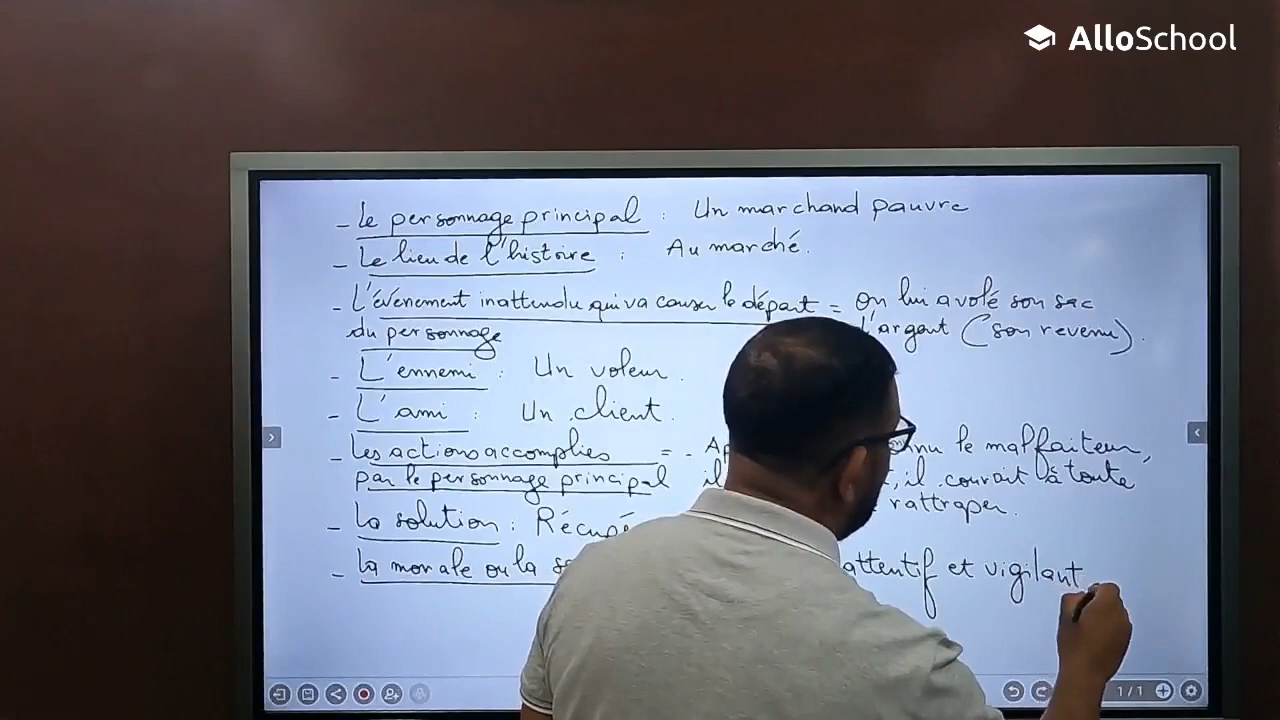 AlloSchool
- Le personnage principal : Un marchand pauvre
- Le lieu de l'histoire : Au marché.
- L'évènement inattendu qui va causer le départ = on lui a volé son sac
du personnage l'argent (son revenu).
- L'ennemi : Un voleur.
- L'ami : Un client.
- Les actions accomplies = - le malfaiteur,
par le personnage principal il courait à toute
rattraper.
- La solution :
- La morale ou la attentif et vigilant
1/1